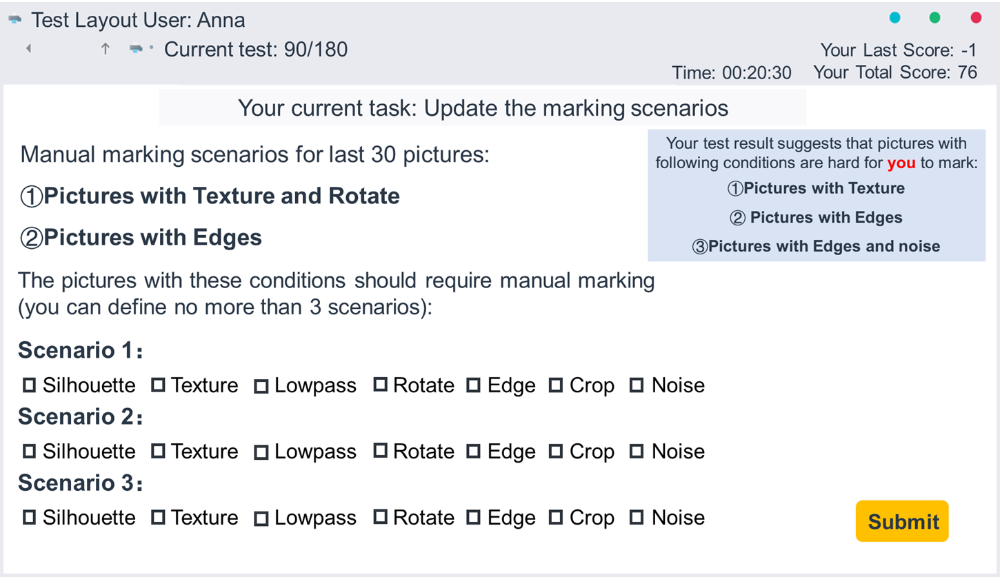 Test Layout User: Anna
Current test: 90/180
Your Last Score: -1
Time: 00:20:30 Your Total Score: 76
Your current task: Update the marking scenarios
Manual marking scenarios for last 30 pictures:
①Pictures with Texture and Rotate
②Pictures with Edges
Your test result suggests that pictures with
following conditions are hard for you to mark:
①Pictures with Texture
② Pictures with Edges
③Pictures with Edges and noise
The pictures with these conditions should require manual marking
(you can define no more than 3 scenarios):
Scenario 1：
Silhouette Texture Lowpass Rotate Edge Crop Noise
Scenario 2：
Silhouette Texture Lowpass Rotate Edge Crop Noise
Scenario 3：
Silhouette Texture Lowpass Rotate Edge Crop Noise
Submit